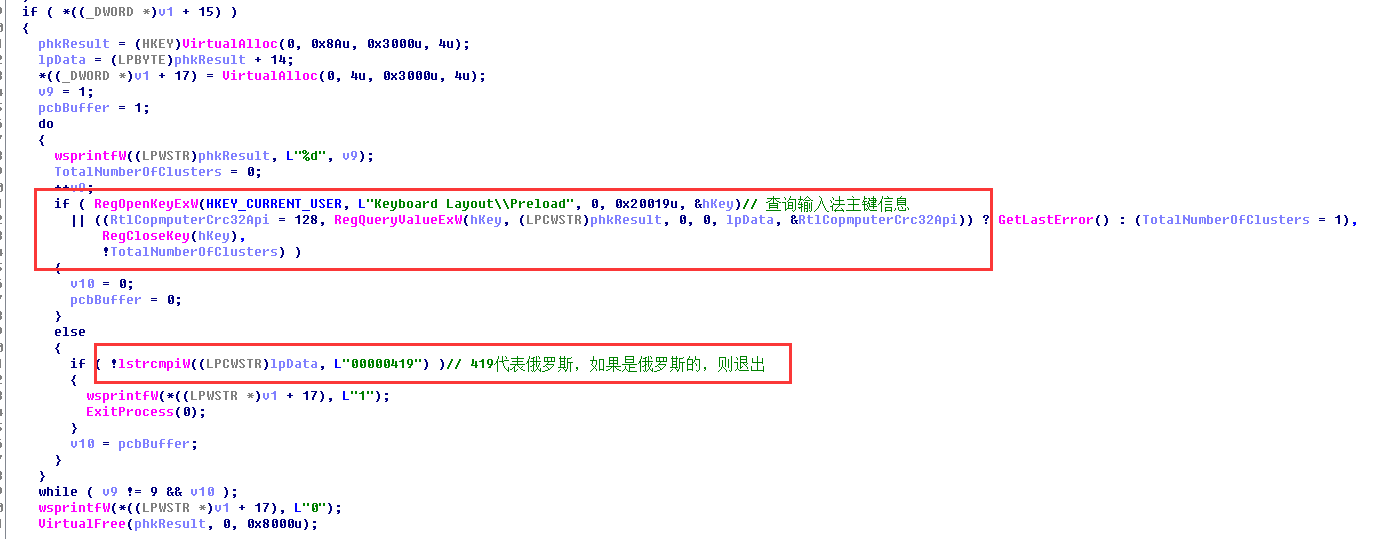 if ( *((_DWORD *)v1 + 15) )
{
phkResult = (HKEY)VirtualAlloc(0, 0x8Au, 0x3000u, 4u);
lpData = (LPBYTE)phkResult + 14;
*((_DWORD *)v1 + 17) = VirtualAlloc(0, 4u, 0x3000u, 4u);
v9 = 1;
pcbBuffer = 1;
do
{
wsprintfW((LPWSTR)phkResult, L"%d", v9);
TotalNumberOfClusters = 0;
++v9;
if ( RegOpenKeyExW(HKEY_CURRENT_USER, L"Keyboard Layout\\Preload", 0, 0x20019u, &hKey)// 查询输入法主键信息
|| ((RtlCopmputerCrc32Api = 128, RegQueryValueExW(hKey, (LPCWSTR)phkResult, 0, 0, lpData, &RtlCopmputerCrc32Api)) ? GetLastError() : (TotalNumberOfClusters = 1),
RegCloseKey(hKey),
!TotalNumberOfClusters) )
{
v10 = 0;
pcbBuffer = 0;
}
else
{
if ( !lstrcmpiW((LPCWSTR)lpData, L"00000419") )// 419代表俄罗斯，如果是俄罗斯的，则退出
{
wsprintfW(*((LPWSTR *)v1 + 17), L"1");
ExitProcess(0);
}
v10 = pcbBuffer;
}
}
while ( v9 != 9 && v10 );
wsprintfW(*((LPWSTR *)v1 + 17), L"0");
VirtualFree(phkResult, 0, 0x8000u);